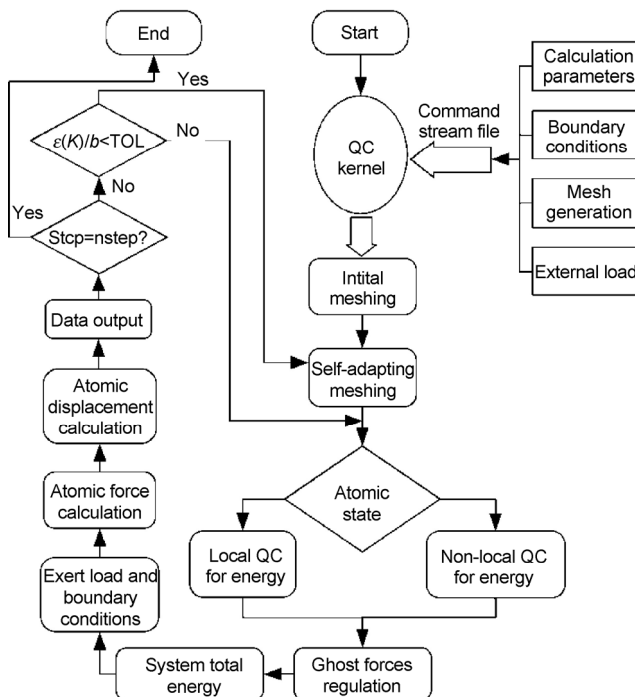 End
Start
Yes
ε(K)/b<TOL
No
No
Yes
Stcp=nstep?
Data output
Atomic
displacement
calculation
Atomic force
calculation
Exert load and
boundary
conditions
System total
energy
QC
kernel
Command
stream file
Calculation
parameters
Boundary
conditions
Mesh
generation
External load
Intital
meshing
Self-adapting
meshing
Atomic
state
Local QC
for energy
Non-local QC
for energy
Ghost forces
regulation